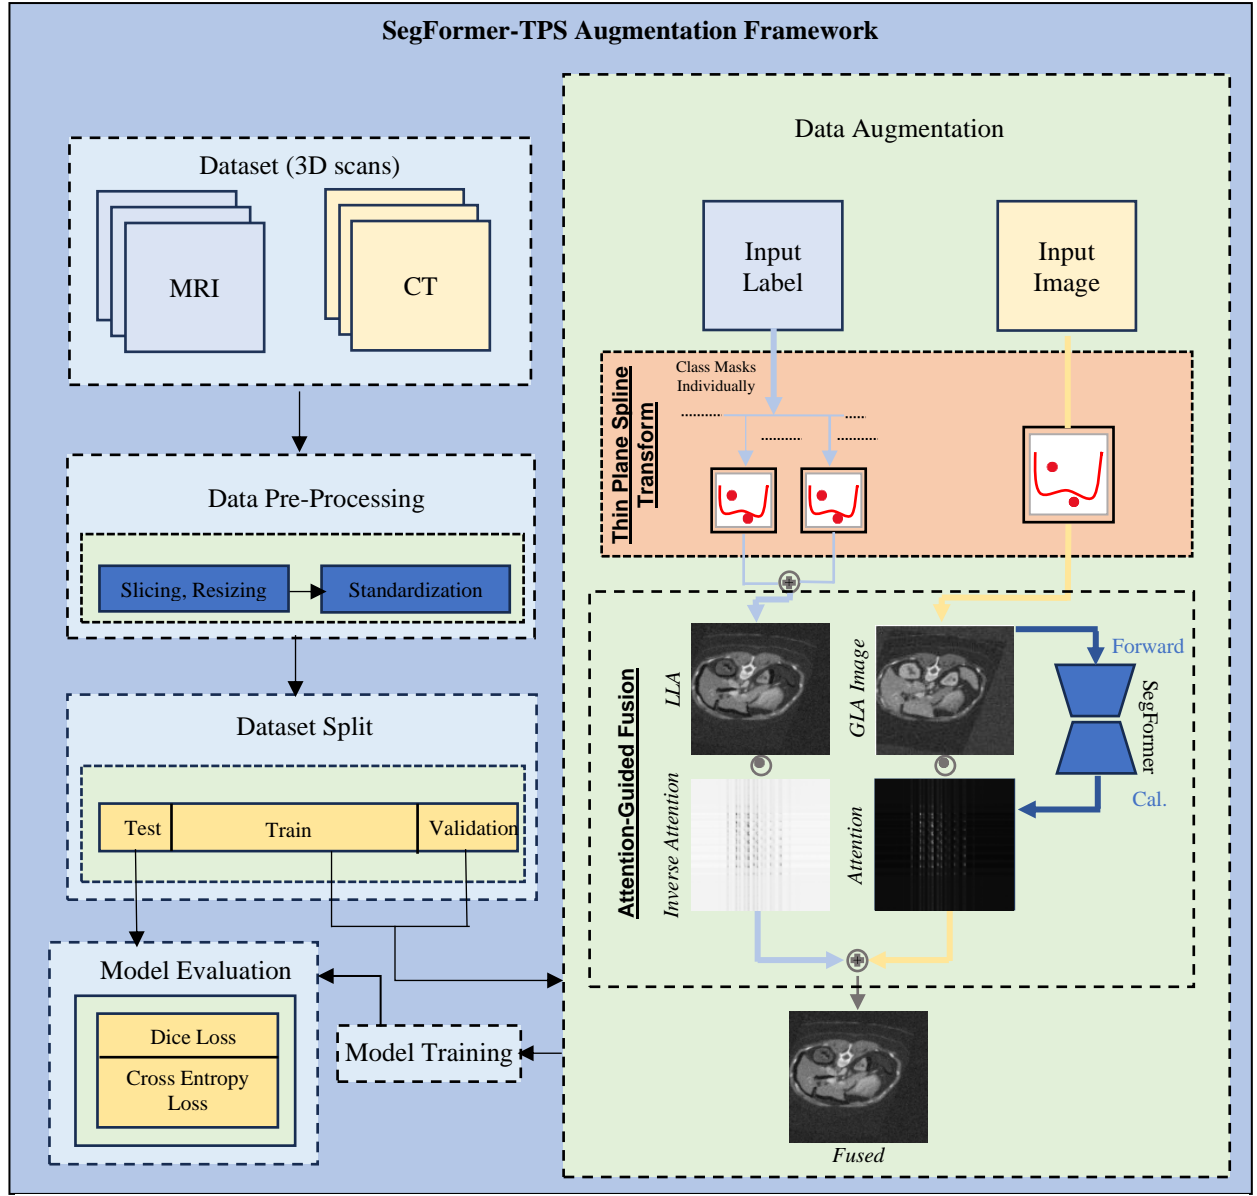 SegFormer-TPS Augmentation Framework
Dataset (3D scans)
MRI
CT
Data Pre-Processing
Slicing, Resizing
Standardization
Dataset Split
Test
Train
Validation
Model Evaluation
Dice Loss
Cross Entropy
Loss
Model Training
Data Augmentation
Input
Label
Input
Image
Thin Plane Spline
Transform
Class Masks
Individually
Attention-Guided Fusion
LLA
GLA Image
Forward
SegFormer
Cal.
Inverse Attention
Attention
Fused